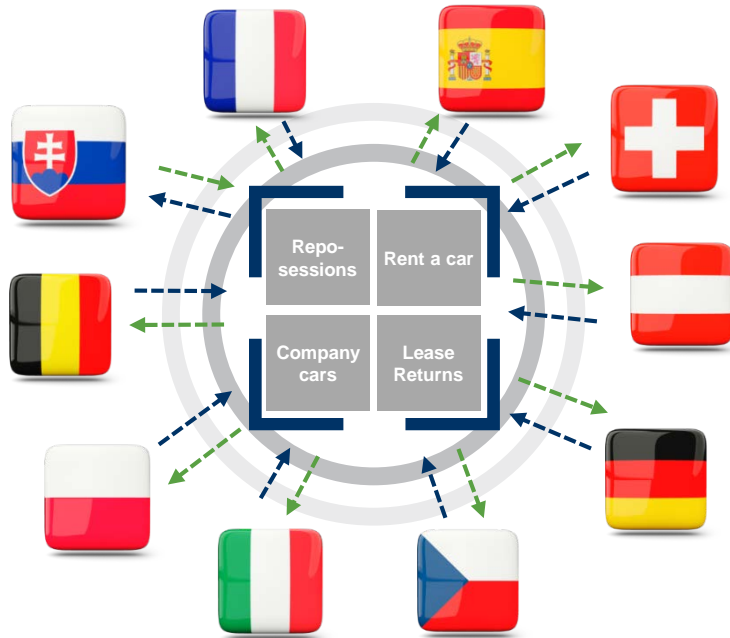 Repo-
sessions
Rent a car
Company
cars
Lease
Returns